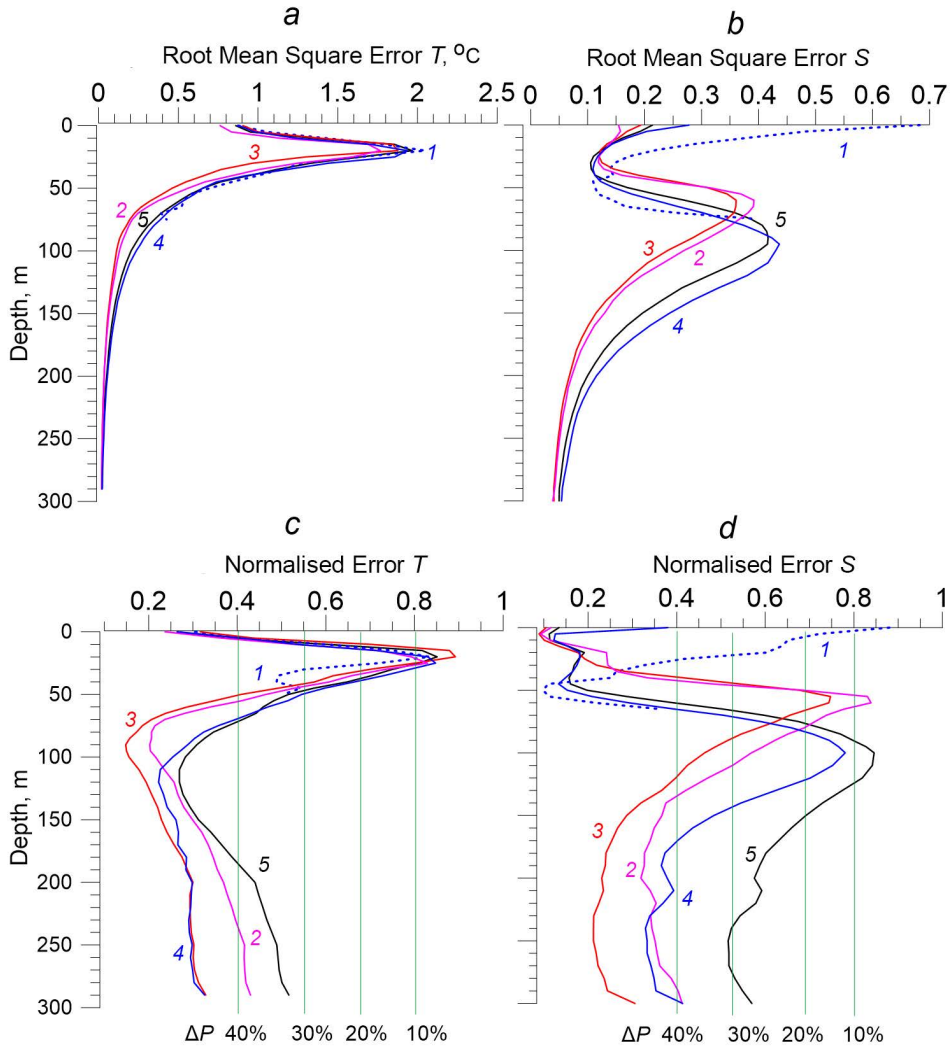 a
Root Mean Square Error T, °C
0 0.5 1 1.5 2 2.5
0
50
100
150
200
250
300
Depth, m
1
2
3
4
5
b
Root Mean Square Error S
0 0.1 0.2 0.3 0.4 0.5 0.6 0.7
1
5
3
2
4
c
Normalised Error T
0.2 0.4 0.6 0.8 1
0
50
100
150
200
250
300
Depth, m
1
3
2
5
4
2
ΔP 40% 30% 20% 10%
d
Normalised Error S
0.2 0.4 0.6 0.8 1
1
3
2
5
4
ΔP 40% 30% 20% 10%